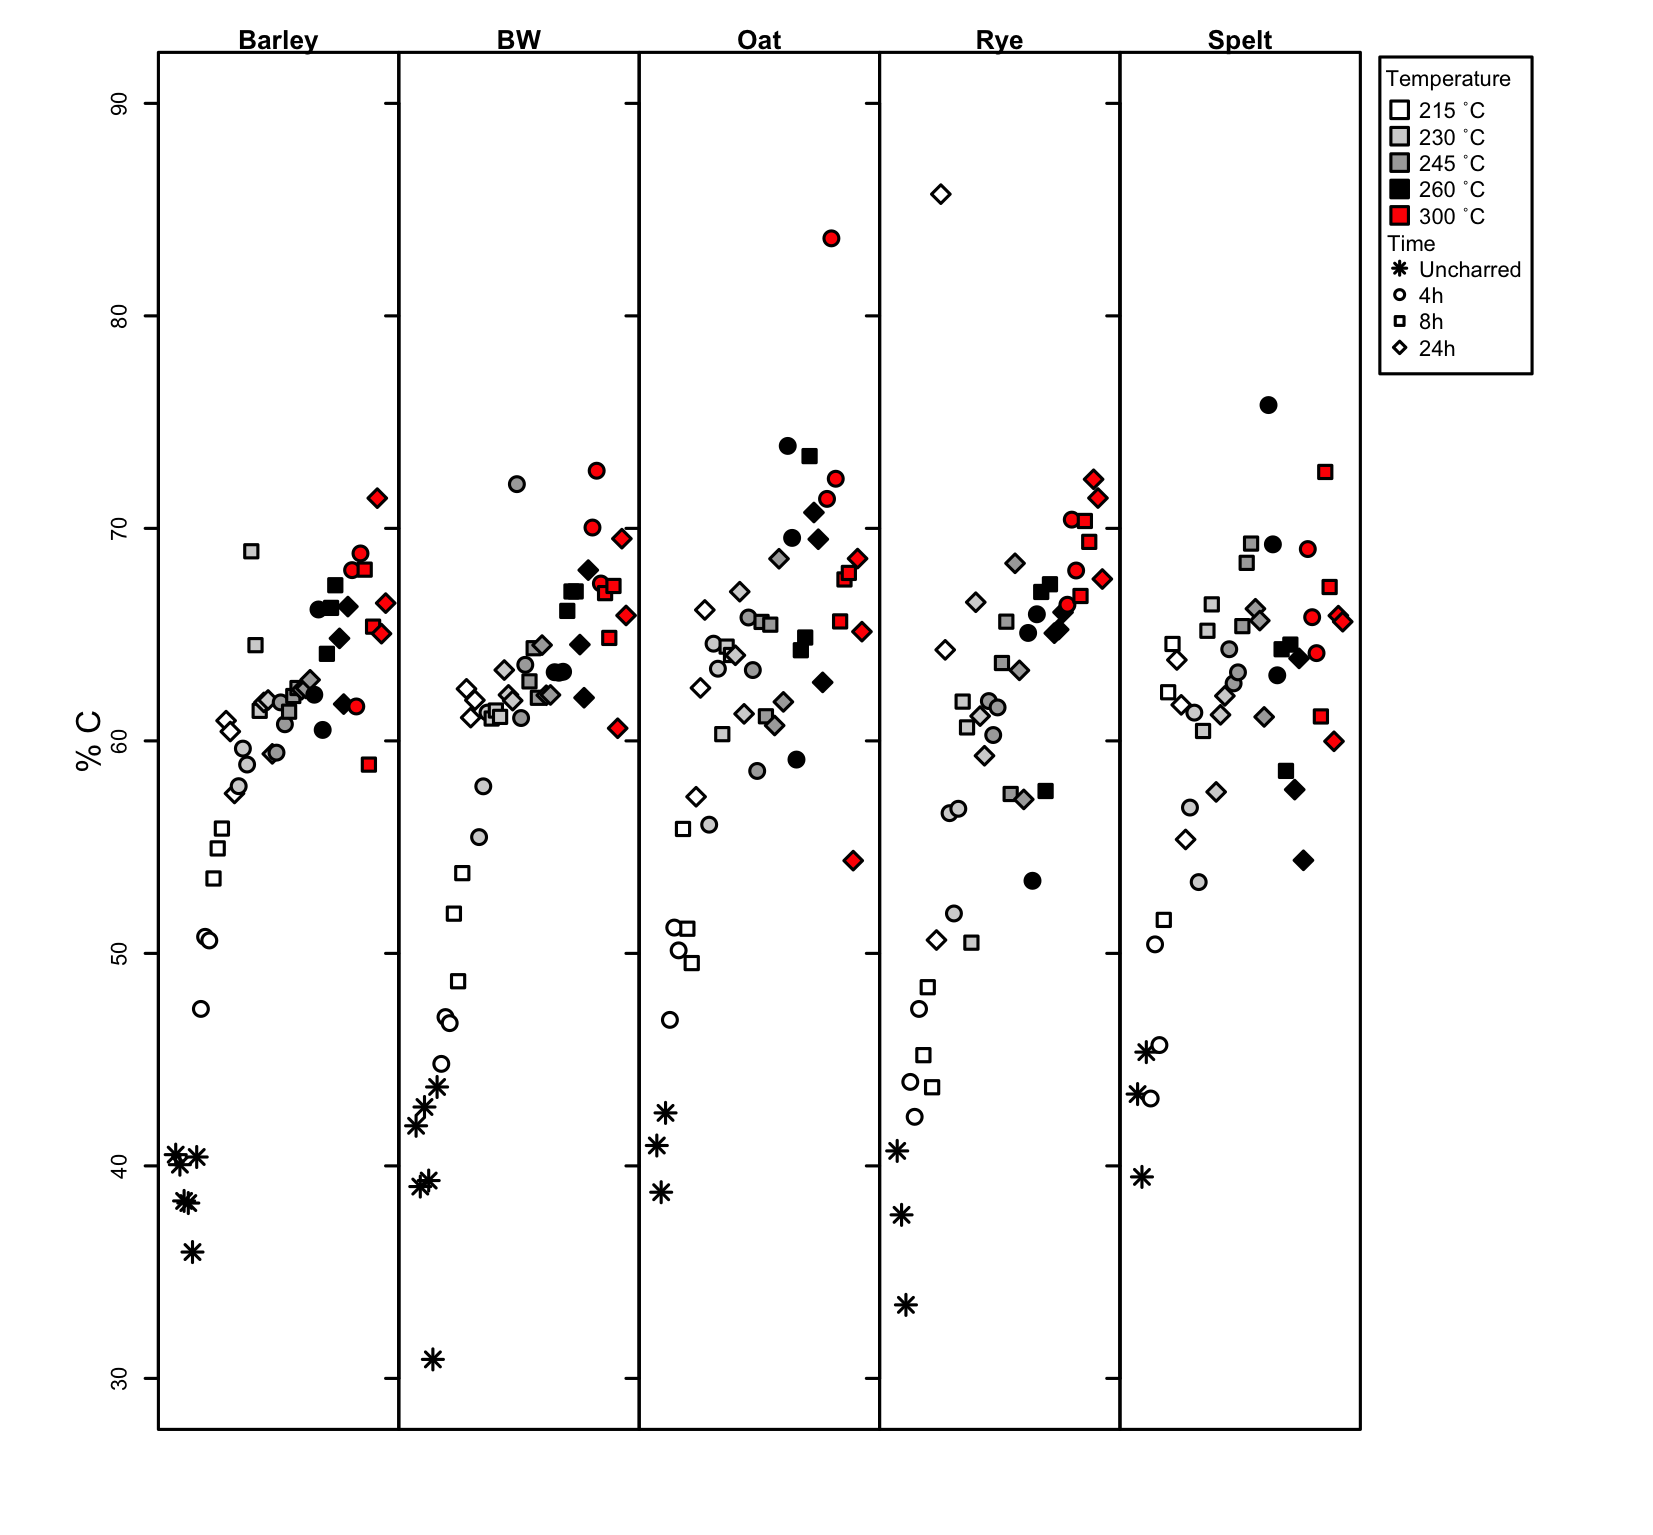 Barley BW Oat Rye Spelt
% C
90
80
70
60
50
40
30
Temperature
215 ˚C
230 ˚C
245 ˚C
260 ˚C
300 ˚C
Time
Uncharred
4h
8h
24h